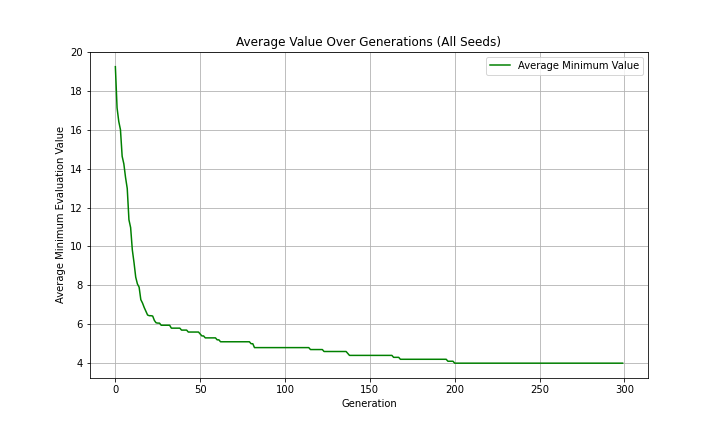 Average Value Over Generations (All Seeds)
Average Minimum Value
Average Minimum Evaluation Value
20
18
16
14
12
10
8
6
4
0 50 100 150 200 250 300
Generation